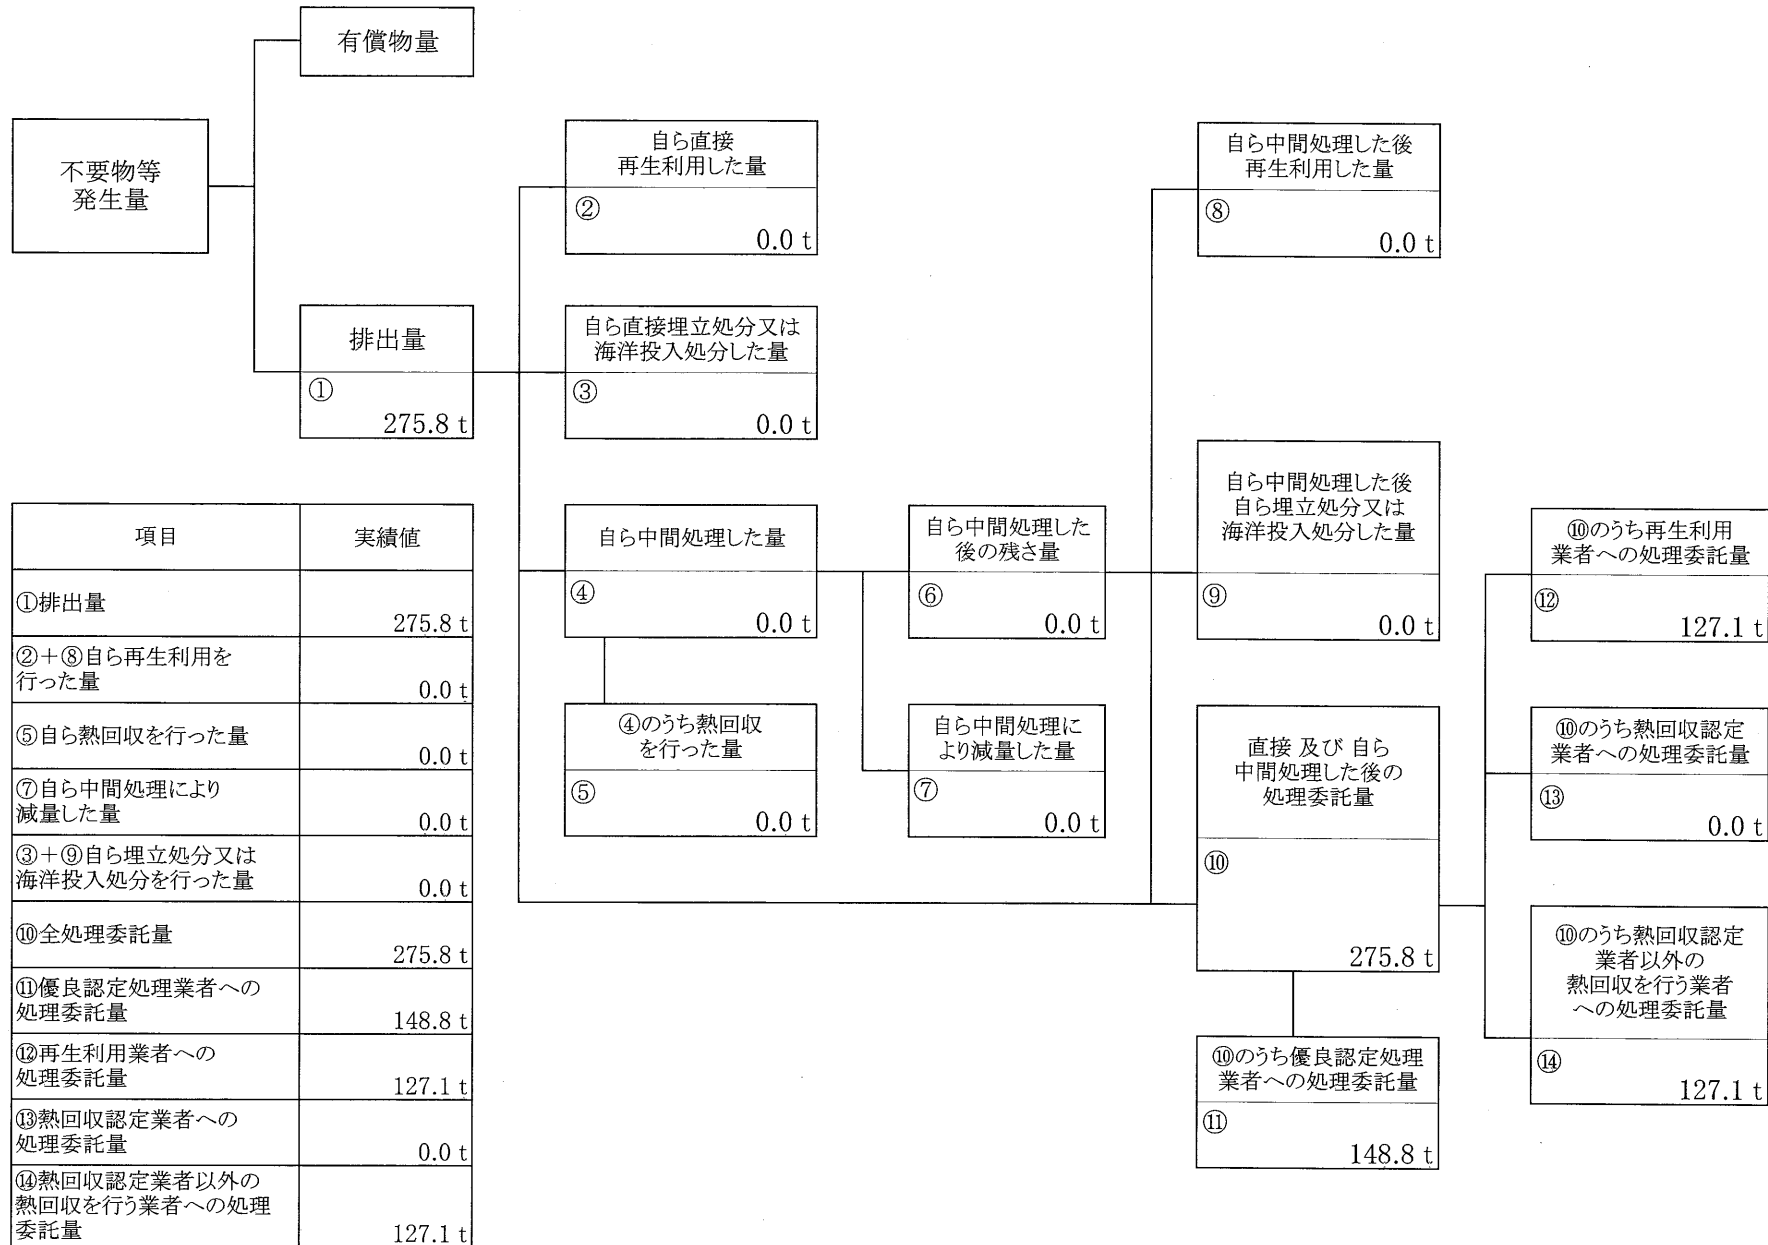 有償物量
不要物等
発生量
排出量
①
275.8 t
自ら直接
再生利用した量
②
0.0 t
自ら直接埋立処分又は
海洋投入処分した量
③
0.0 t
自ら中間処理した量
④
0.0 t
④のうち熱回収
を行った量
⑤
0.0 t
自ら中間処理した
後の残さ量
⑥
0.0 t
自ら中間処理に
より減量した量
⑦
0.0 t
自ら中間処理した後
再生利用した量
⑧
0.0 t
自ら中間処理した後
自ら埋立処分又は
海洋投入処分した量
⑨
0.0 t
直接 及び 自ら
中間処理した後の
処理委託量
⑩
275.8 t
⑩のうち優良認定処理
業者への処理委託量
⑪
148.8 t
⑩のうち再生利用
業者への処理委託量
⑫
127.1 t
⑩のうち熱回収認定
業者への処理委託量
⑬
0.0 t
⑩のうち熱回収認定
業者以外の
熱回収を行う業者
への処理委託量
⑭
127.1 t
項目 実績値
①排出量
275.8 t
②+⑧自ら再生利用を
行った量
0.0 t
⑤自ら熱回収を行った量
0.0 t
⑦自ら中間処理により
減量した量
0.0 t
③+⑨自ら埋立処分又は
海洋投入処分を行った量
0.0 t
⑩全処理委託量
275.8 t
⑪優良認定処理業者への
処理委託量
148.8 t
⑫再生利用業者への
処理委託量
127.1 t
⑬熱回収認定業者への
処理委託量
0.0 t
⑭熱回収認定業者以外の
熱回収を行う業者への処理
委託量
127.1 t